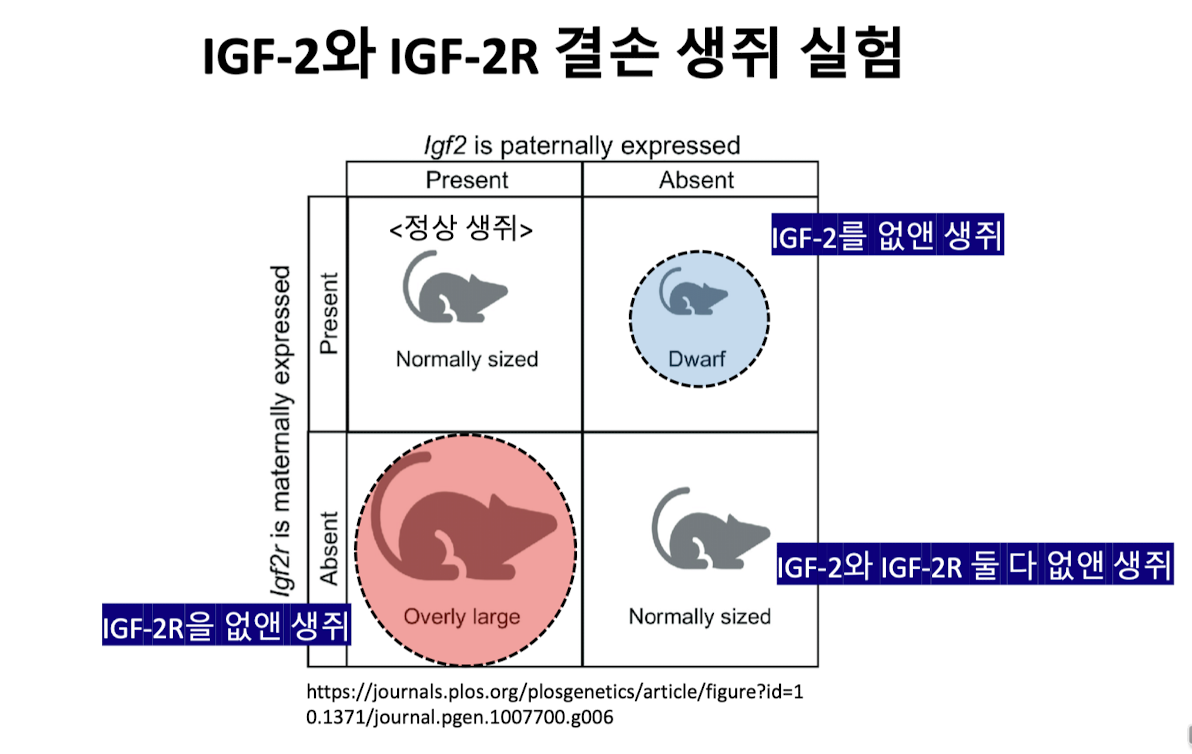 IGF-2와 IGF-2R 결손 생쥐 실험
Igf2 is paternally expressed
Present
Absent
Igf2r is maternally expressed
Present
<정상 생쥐>
Normally sized
IGF-2를 없앤 생쥐
Dwarf
Absent
IGF-2R을 없앤 생쥐
Overly large
IGF-2와 IGF-2R 둘 다 없앤 생쥐
Normally sized
https://journals.plos.org/plosgenetics/article/figure?id=1
0.1371/journal.pgen.1007700.g006